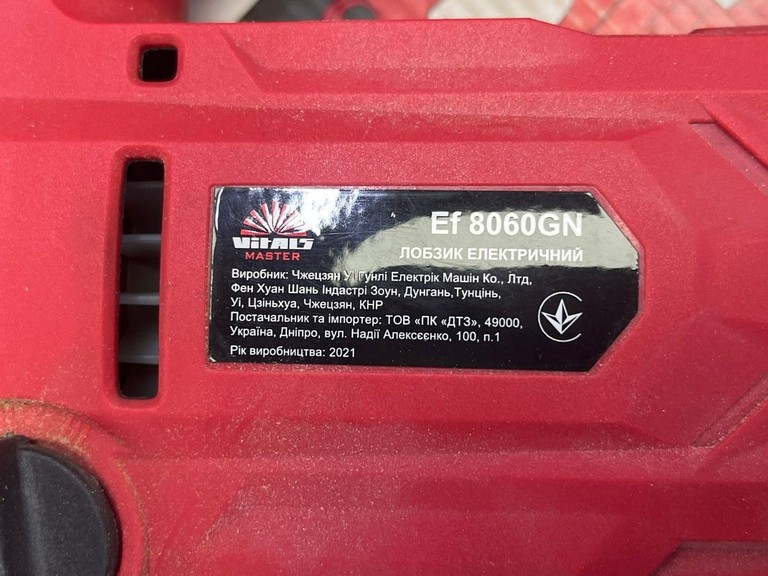 Ef 8060GN
VITALS
MASTER
ЛОБЗИК ЕЛЕКТРИЧНИЙ
Виробник: Чжецзян Уї Гунлі Електрік Машін Ко., Лтд,
Фен Хуан Шань Індастрі Зоун, Дунгань,Тунцінь,
Уї, Цзіньхуа, Чжецзян, КНР
Постачальник та імпортер: ТОВ «ПК «ДТЗ», 49000,
Україна, Дніпро, вул. Надії Алексєєнко, 100, п.1
Рік виробництва: 2021